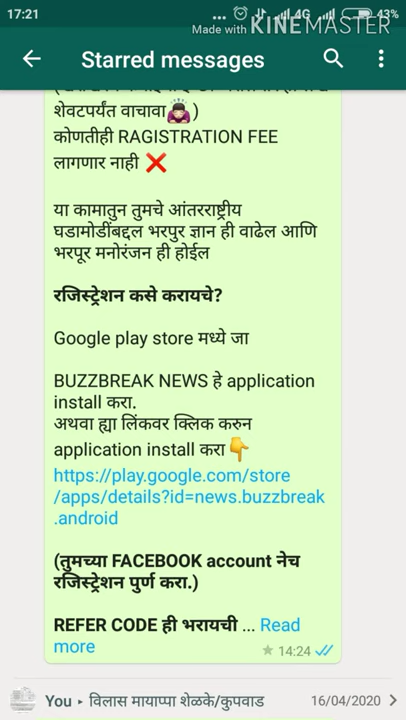 17:21 ... 4G 43%
Made with KINEMASTER
Starred messages
शेवटपर्यंत वाचावा🙇🏻‍♂️)
कोणतीही RAGISTRATION FEE
लागणार नाही ❌
या कामातुन तुमचे आंतरराष्ट्रीय
घडामोडींबद्दल भरपुर ज्ञान ही वाढेल आणि
भरपूर मनोरंजन ही होईल
रजिस्ट्रेशन कसे करायचे?
Google play store मध्ये जा
BUZZBREAK NEWS हे application
install करा.
अथवा ह्या लिंकवर क्लिक करुन
application install करा👇
https://play.google.com/store
/apps/details?id=news.buzzbreak
.android
(तुमच्या FACEBOOK account नेच
रजिस्ट्रेशन पुर्ण करा.)
REFER CODE ही भरायची ... Read
more
14:24
You ▸ विलास मायाप्पा शेळके/कुपवाड 16/04/2020